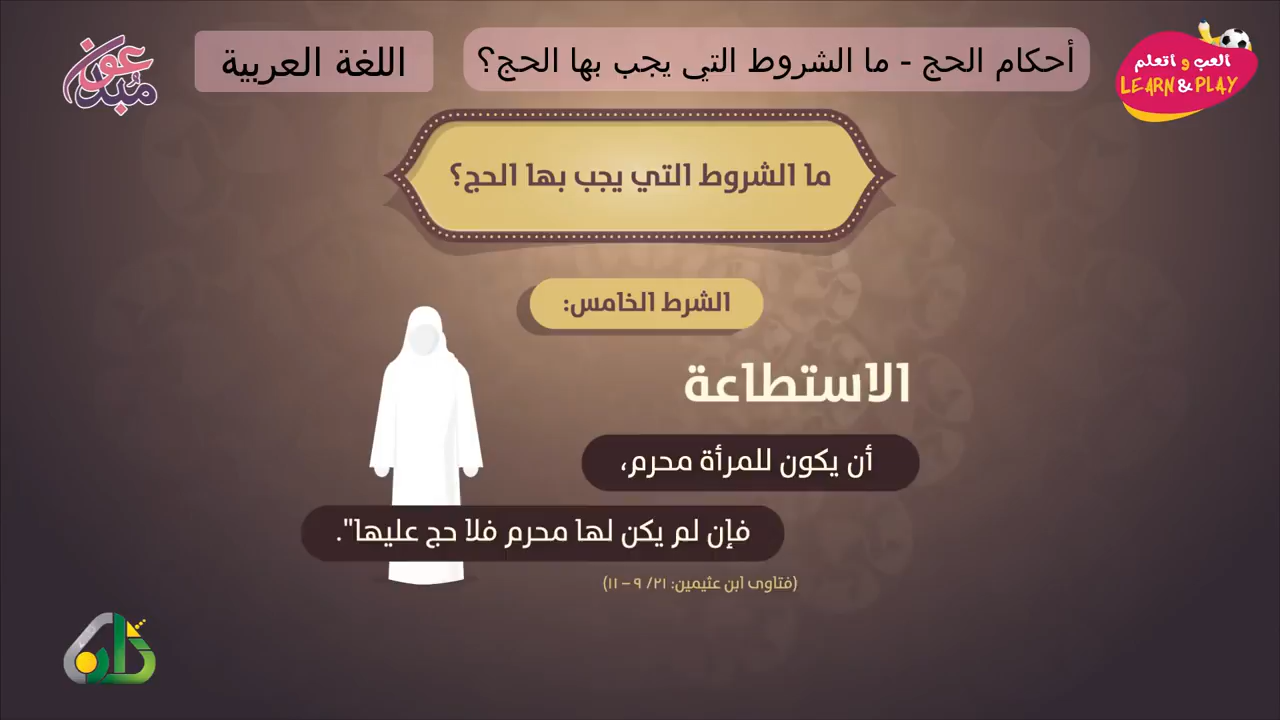 العب و اتعلم
LEARN & PLAY
أحكام الحج - ما الشروط التي يجب بها الحج؟
اللغة العربية
مبدعون
ما الشروط التي يجب بها الحج؟
الشرط الخامس:
الاستطاعة
أن يكون للمرأة محرم،
فإن لم يكن لها محرم فلا حج عليها".
(فتاوى ابن عثيمين: ٢١/ ٩ – ١١)